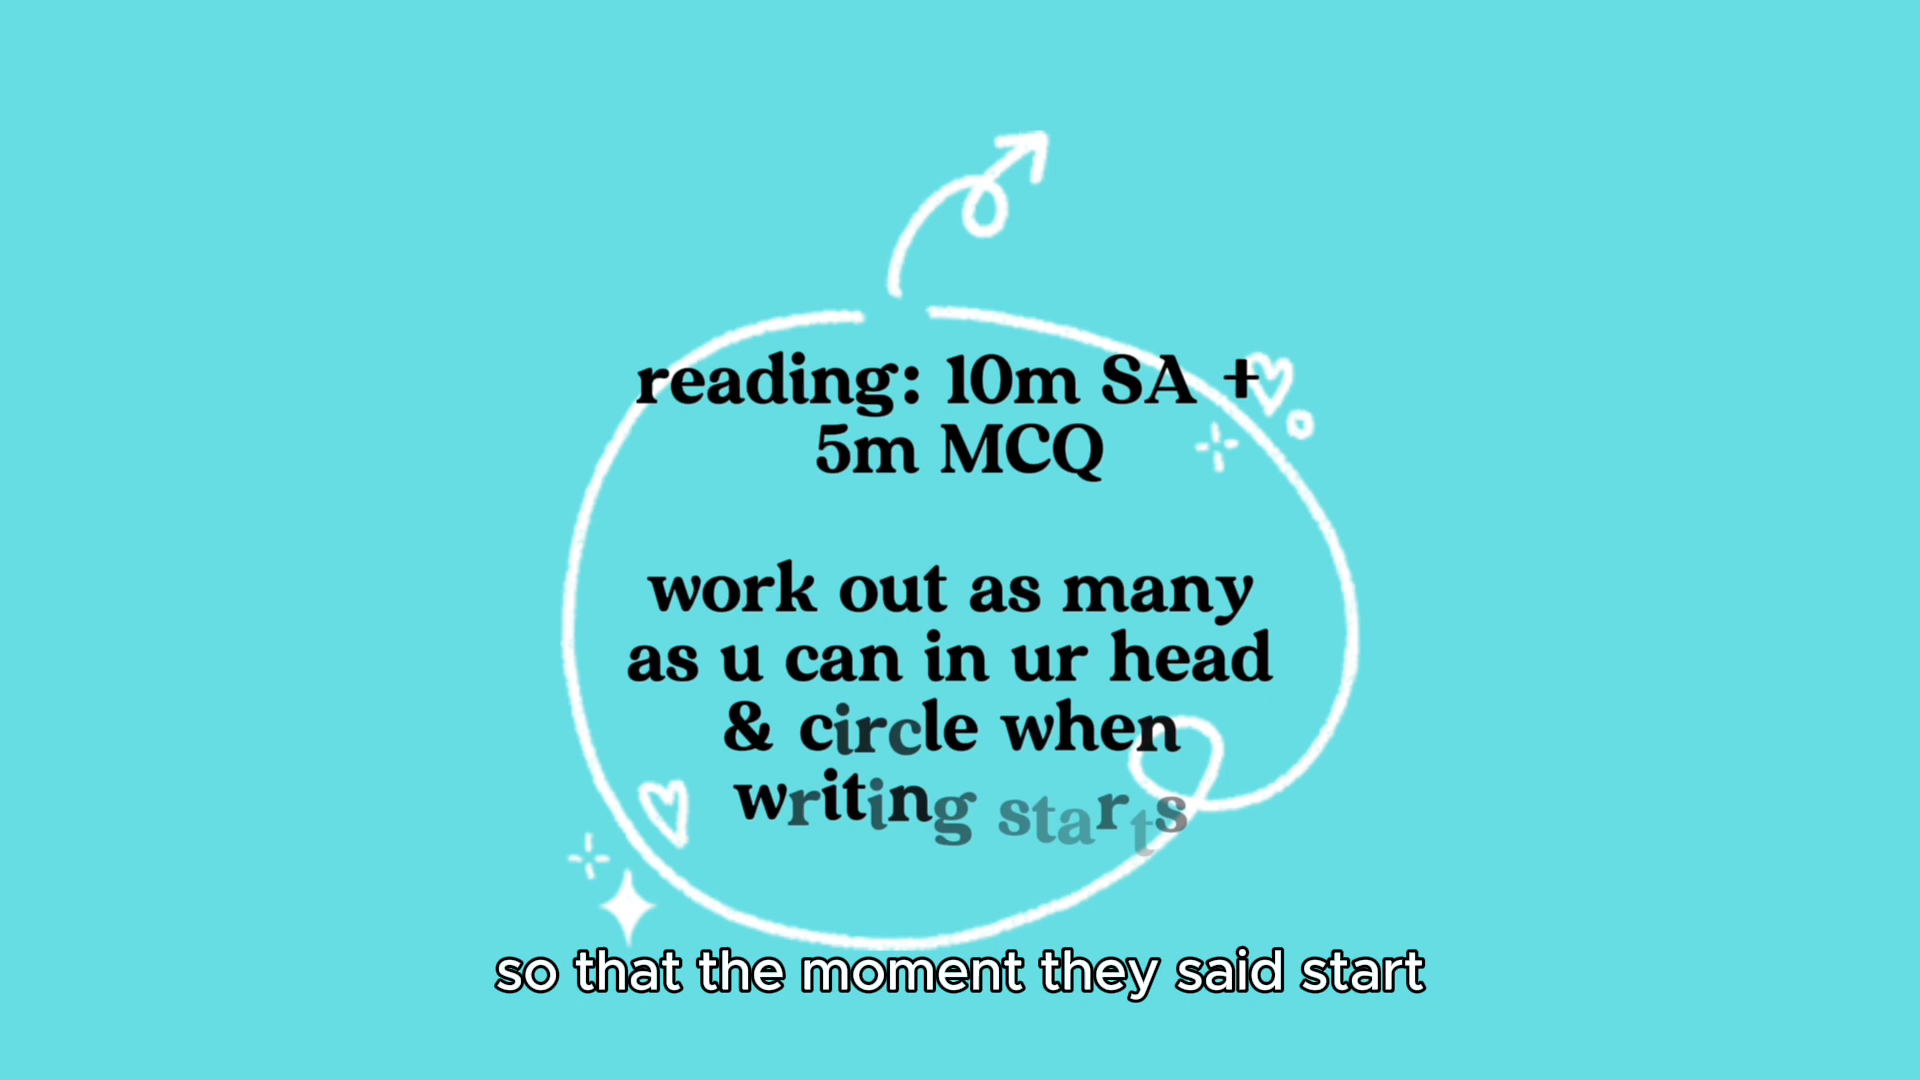 reading: 10m SA +
5m MCQ
work out as many
as u can in ur head
& circle when
writing starts
so that the moment they said start